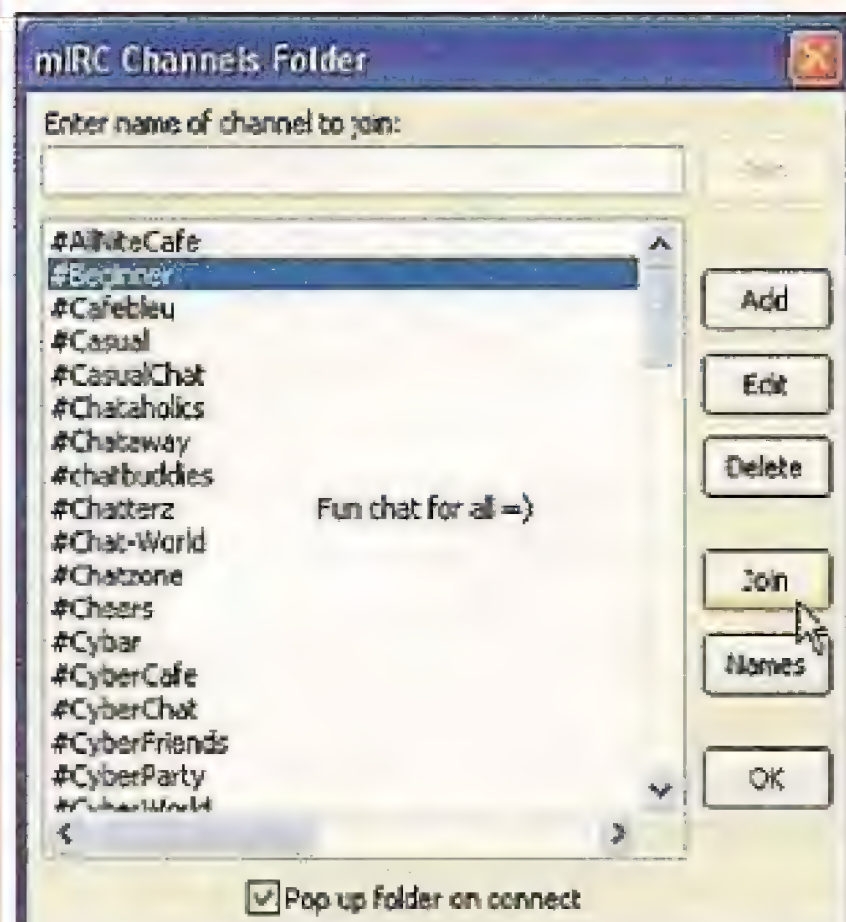 mIRC Channels Folder
Enter name of channel to join:
#AllNiteCafe
#Beginner
#Cafebleu
#Casual
#CasualChat
#Chataholics
#Chataway
#chatbuddies
#Chatterz Fun chat for all =)
#Chat-World
#Chatzone
#Cheers
#Cybar
#CyberCafe
#CyberChat
#CyberFriends
#CyberParty
#CyberWorld
Add
Edit
Delete
Join
Names
OK
Pop up folder on connect